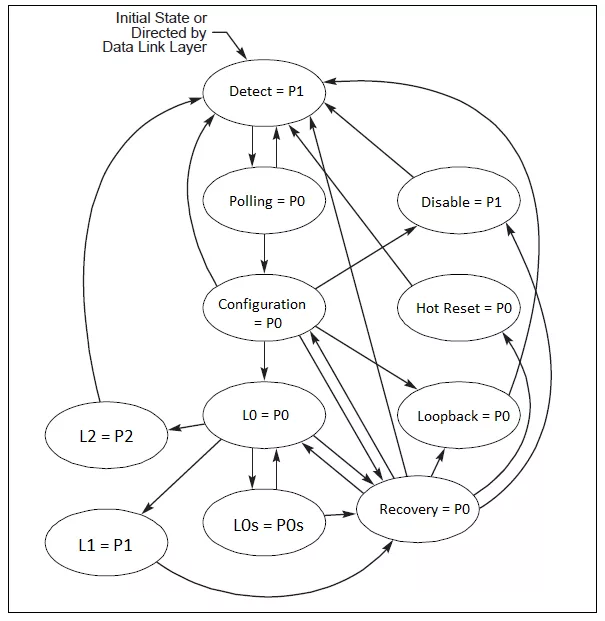 Initial State or
Directed by
Data Link Layer
Detect = P1
Polling = P0
Disable = P1
Configuration
= P0
Hot Reset = P0
L0 = P0
Loopback = P0
L2 = P2
Recovery = P0
L0s = P0s
L1 = P1